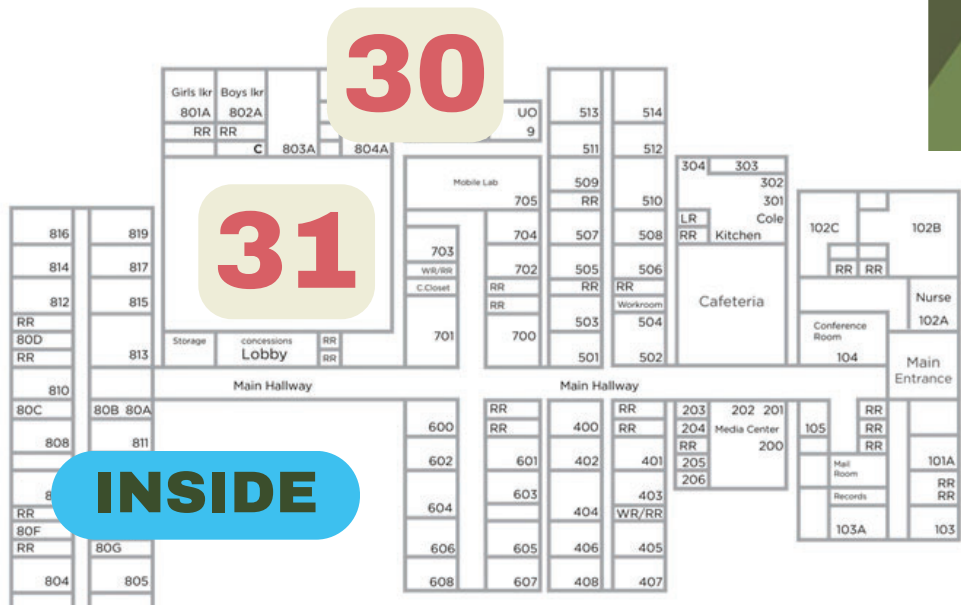 30
Girls lkr Boys lkr
801A 802A
RR RR
C 803A 804A
UO
9
513 514
511 512
509
RR 510
507 508
505 506
RR RR
Workroom
503 504
501 502
304 303
302
301
LR Cole
RR Kitchen
Cafeteria
102C 102B
RR RR
Nurse
102A
Conference
Room
104
Main
Entrance
Mobile Lab
705
704
703
WR/RR
C.Closet
702
RR
RR
701 700
31
Storage concessions RR
Lobby RR
816 819
814 817
812 815
RR
80D
RR 813
810
80C 80B 80A
808 811
INSIDE
RR
80F
RR 80G
804 805
Main Hallway Main Hallway
600 RR
RR
602 601
603
604
606 605
608 607
400 RR
RR
402 401
403
404 WR/RR
406 405
408 407
203 202 201
204 Media Center
RR 200
205
206
105 RR
RR
RR
Mail
Room
Records
103A
101A
RR
RR
103